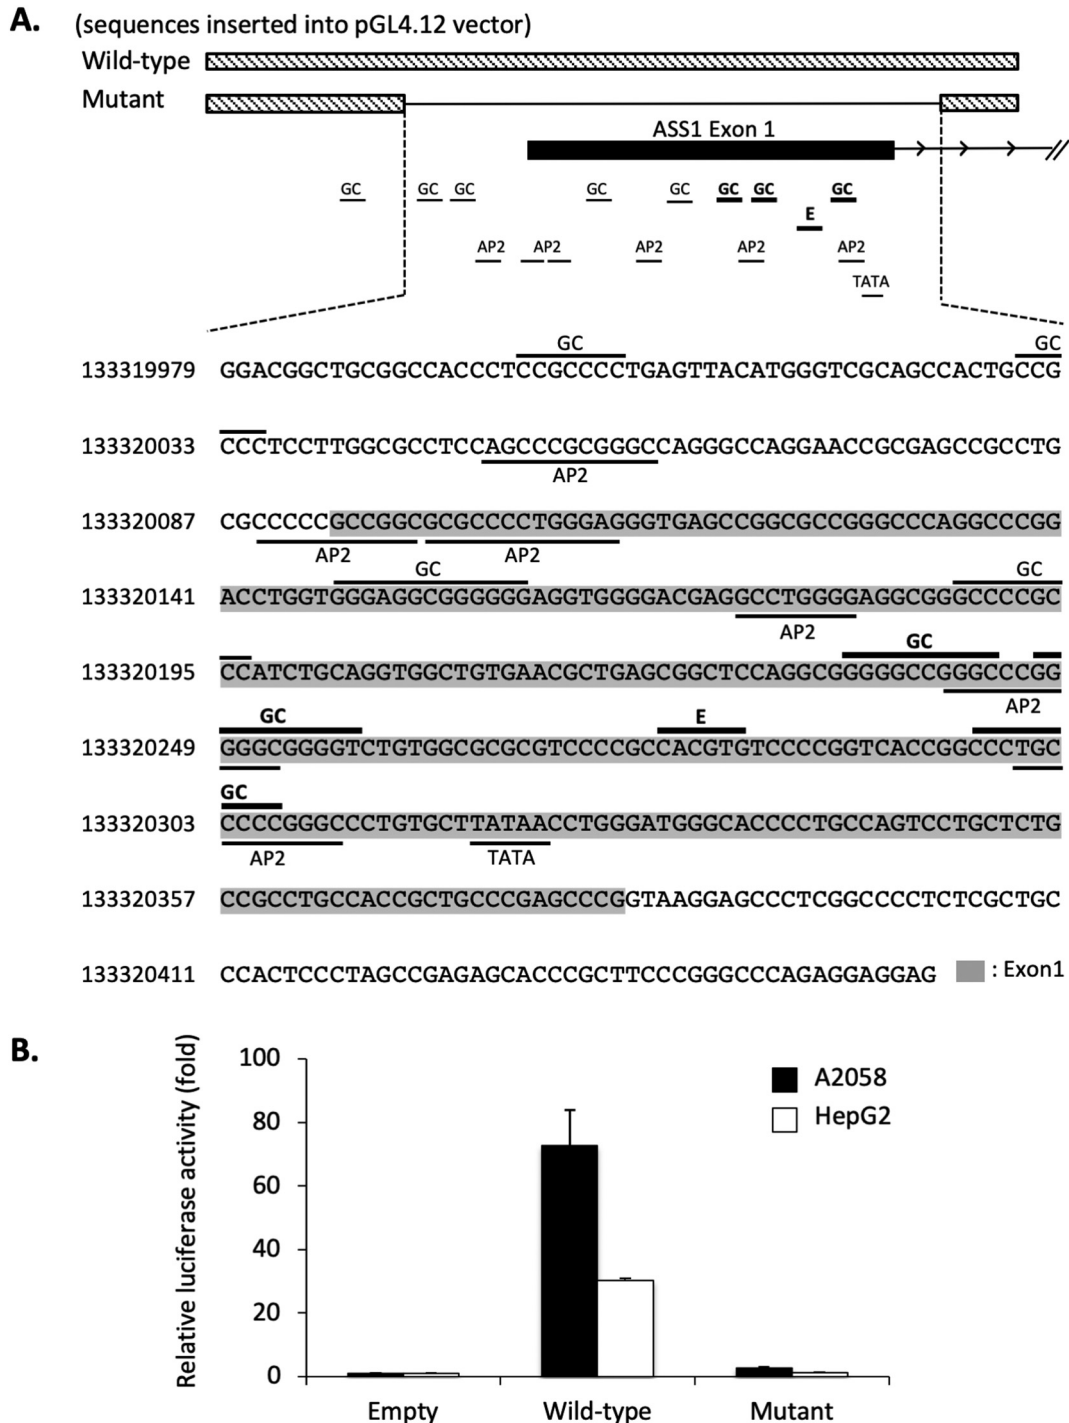 A. (sequences inserted into pGL4.12 vector)
Wild-type
Mutant
ASS1 Exon 1
GC GC GC GC GC GC GC GC
E
AP2 AP2 AP2 AP2 AP2
TATA
GC GC
133319979 GGACGGCTGCGGCCACCCTCCGCCCCTGAGTTACATGGGTCGCAGCCACTGCCG
133320033 CCCTCCTTGGCGCCTCCAGCCCGCGGGCCAGGGCCAGGAACCGCGAGCCGCCTG
AP2
133320087 CGCCCCCGCCGGCGCGCCCCTGGGAGGGTGAGCCGGCGCCGGGCCCAGGCCCGG
AP2 AP2
GC GC
133320141 ACCTGGTGGGAGGCGGGGGGAGGTGGGGACGAGGCCTGGGGAGGCGGGCCCCGC
AP2
GC
133320195 CCATCTGCAGGTGGCTGTGAACGCTGAGCGGCTCCAGGCGGGGGCCGGGCCCGG
AP2
GC E
133320249 GGGCGGGGTCTGTGGCGCGCGTCCCCGCCACGTGTCCCCGGTCACCGGCCCTGC
GC
133320303 CCCCGGGCCCTGTGCTTATAACCTGGGATGGGCACCCCTGCCAGTCCTGCTCTG
AP2 TATA
133320357 CCGCCTGCCACCGCTGCCCGAGCCCGGTAAGGAGCCCTCGGCCCCTCTCGCTGC
133320411 CCACTCCCTAGCCGAGAGCACCCGCTTCCCGGGCCCAGAGGAGGAG : Exon1
B.
Relative luciferase activity (fold)
100
80
60
40
20
0
A2058
HepG2
Empty Wild-type Mutant